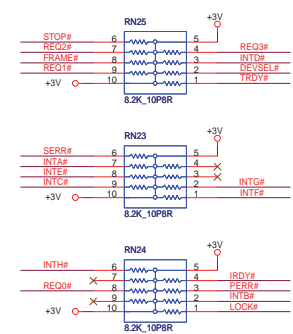 RN25
+3V
STOP# 6 5
REQ2# 7 4 REQ3#
FRAME# 8 3 INTD#
REQ1# 9 2 DEVSEL#
10 1 TRDY#
+3V
8.2K_10P8R
RN23
+3V
SERR# 6 5
INTA# 7 4
INTE# 8 3
INTC# 9 2 INTG#
+3V 10 1 INTF#
8.2K_10P8R
RN24
+3V
INTH# 6 5
7 4 IRDY#
REQ0# 8 3 PERR#
9 2 INTB#
+3V 10 1 LOCK#
8.2K_10P8R